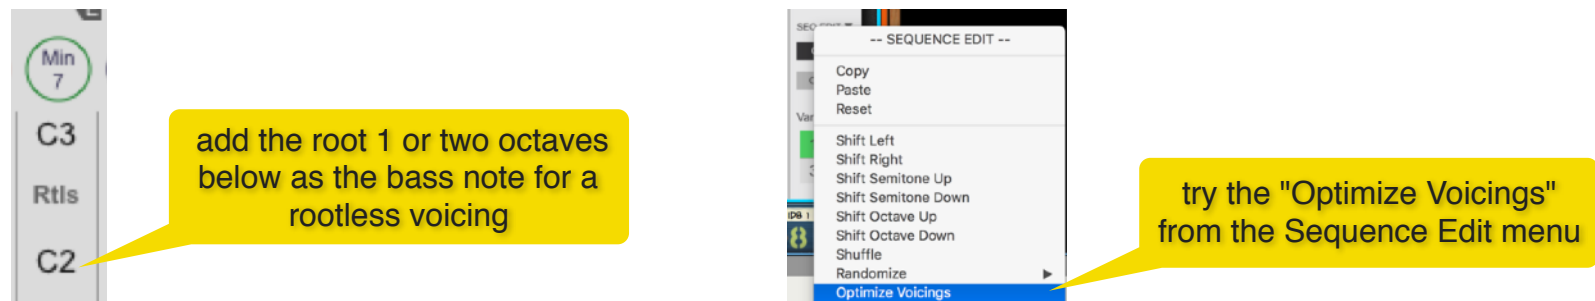 Min
7
C3
Rtls
C2
add the root 1 or two octaves
below as the bass note for a
rootless voicing
-- SEQUENCE EDIT --
Copy
Paste
Reset
Shift Left
Shift Right
Shift Semitone Up
Shift Semitone Down
Shift Octave Up
Shift Octave Down
Shuffle
Randomize
Optimize Voicings
try the "Optimize Voicings"
from the Sequence Edit menu